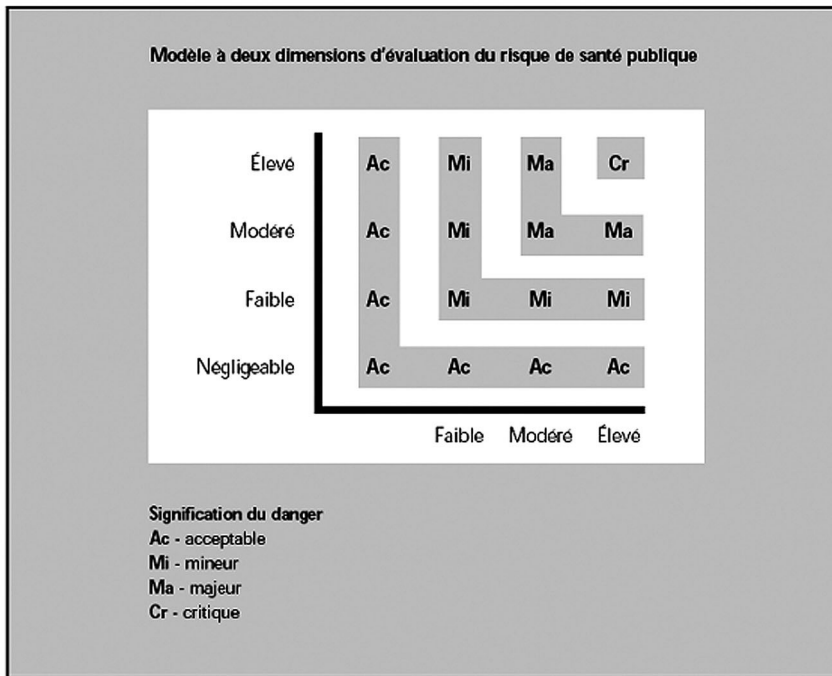 Modèle à deux dimensions d'évaluation du risque de santé publique
Élevé Ac Mi Ma Cr
Modéré Ac Mi Ma Ma
Faible Ac Mi Mi Mi
Négligeable Ac Ac Ac Ac
Faible Modéré Élevé
Signification du danger
Ac - acceptable
Mi - mineur
Ma - majeur
Cr - critique